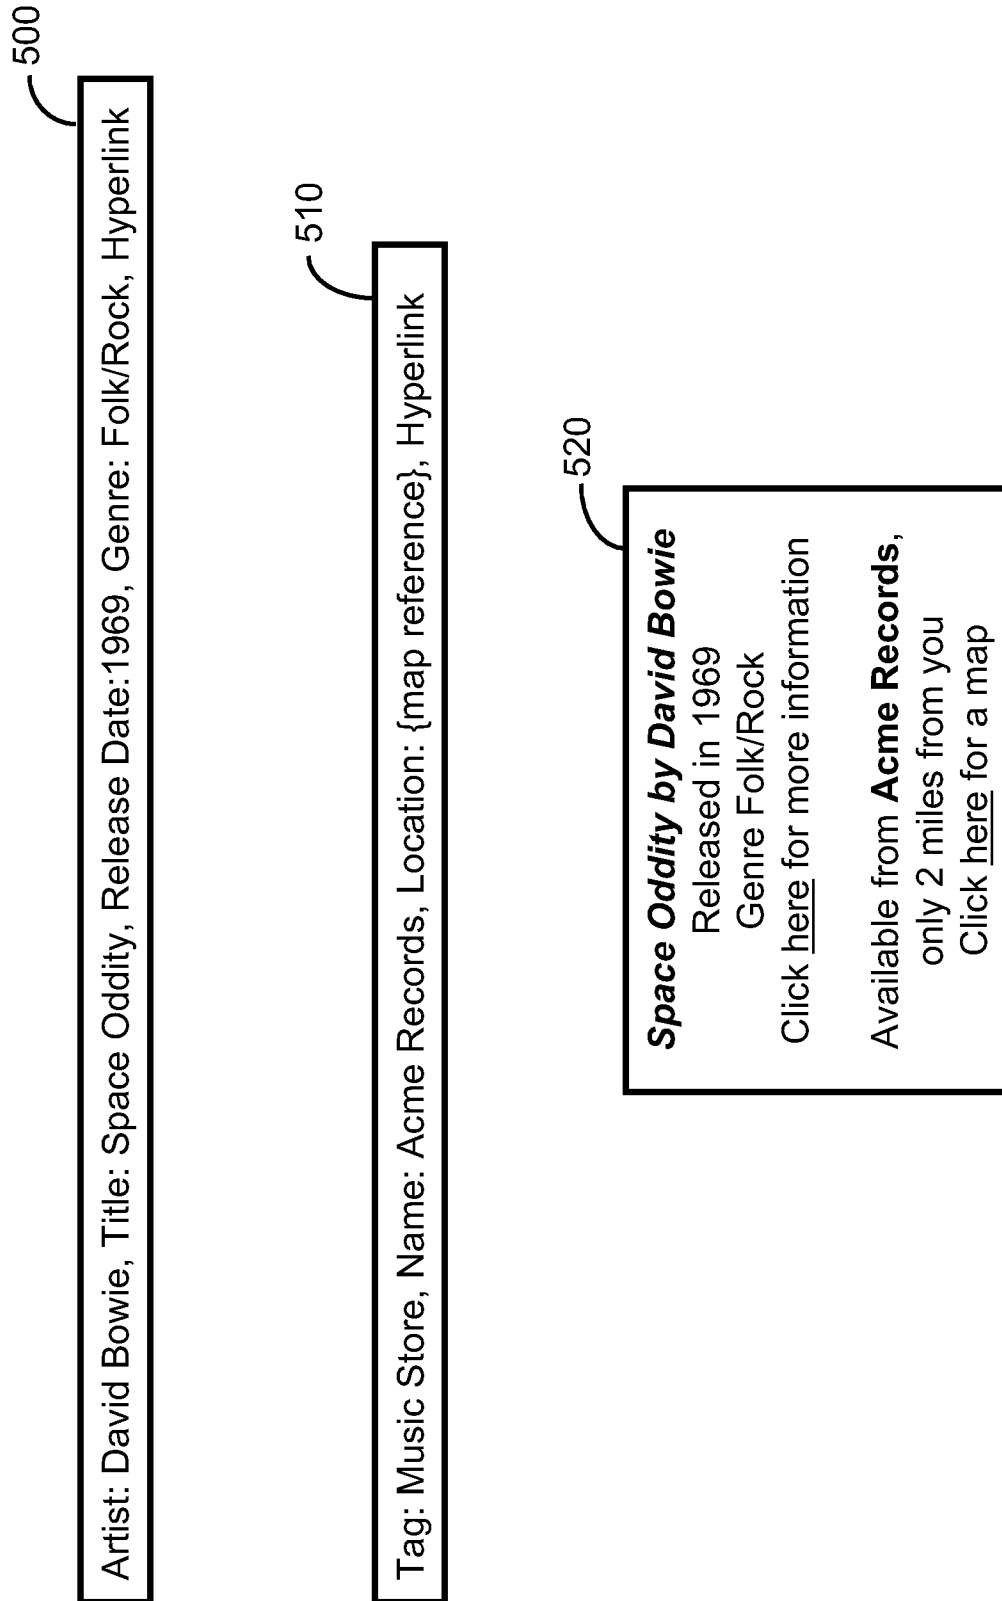 500
Artist: David Bowie, Title: Space Oddity, Release Date:1969, Genre: Folk/Rock, Hyperlink
510
Tag: Music Store, Name: Acme Records, Location: {map reference}, Hyperlink
520
Space Oddity by David Bowie
Released in 1969
Genre Folk/Rock
Click here for more information
Available from Acme Records,
only 2 miles from you
Click here for a map